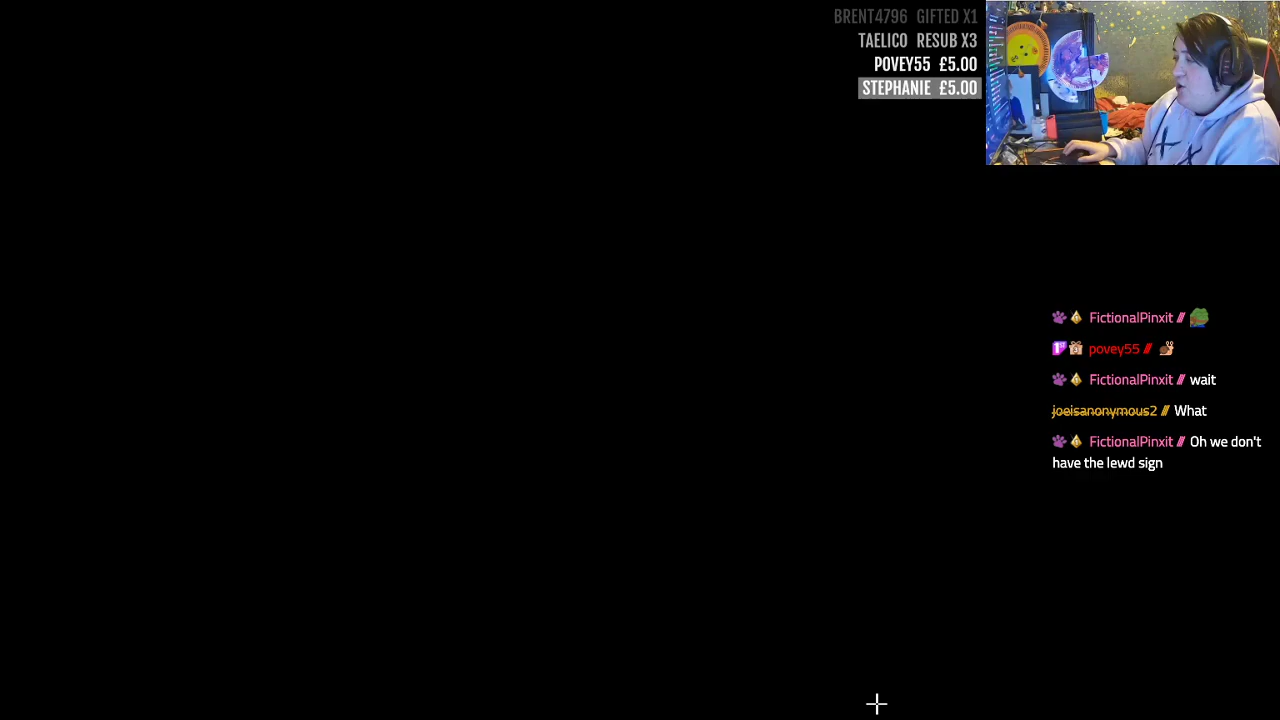 BRENT4796 GIFTED X1
TAELICO RESUB X3
POVEY55 £5.00
STEPHANIE £5.00
FictionalPinxit //
povey55 //
FictionalPinxit // wait
joeisanonymous2 // What
FictionalPinxit // Oh we don't
have the lewd sign